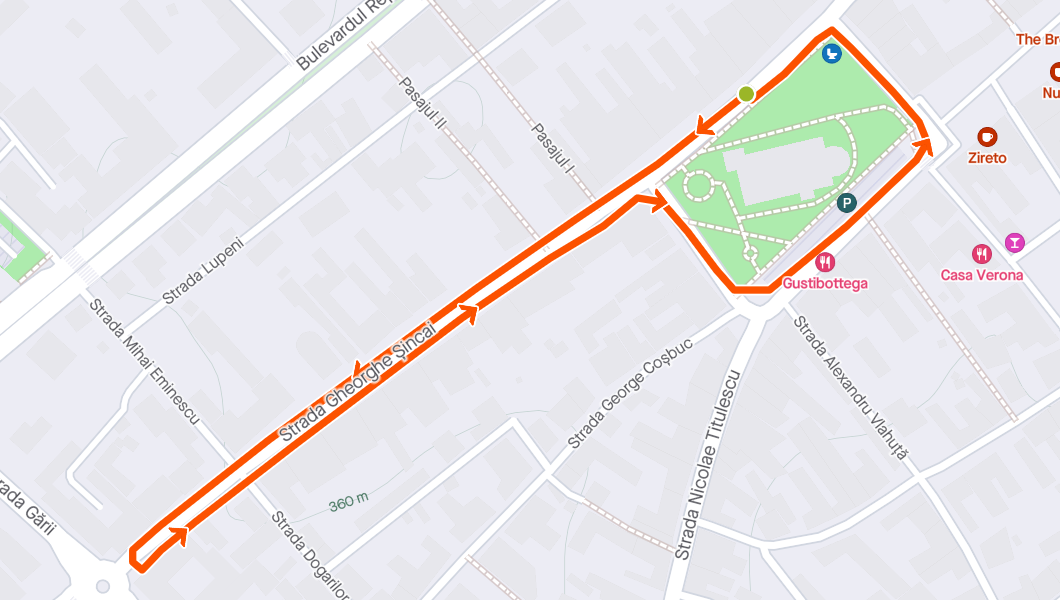 Bulevardul Rep
The Br
Nu
Pasajul-II
Pasajul-I
Zireto
P
Strada Lupeni
Casa Verona
Gustibottega
Strada Mihai Eminescu
Strada Gheorghe Șincai
Strada George Coșbuc
Strada Alexandru Vlahuță
Strada Nicolae Titulescu
rada Gării
360 m
Strada Dogarilor